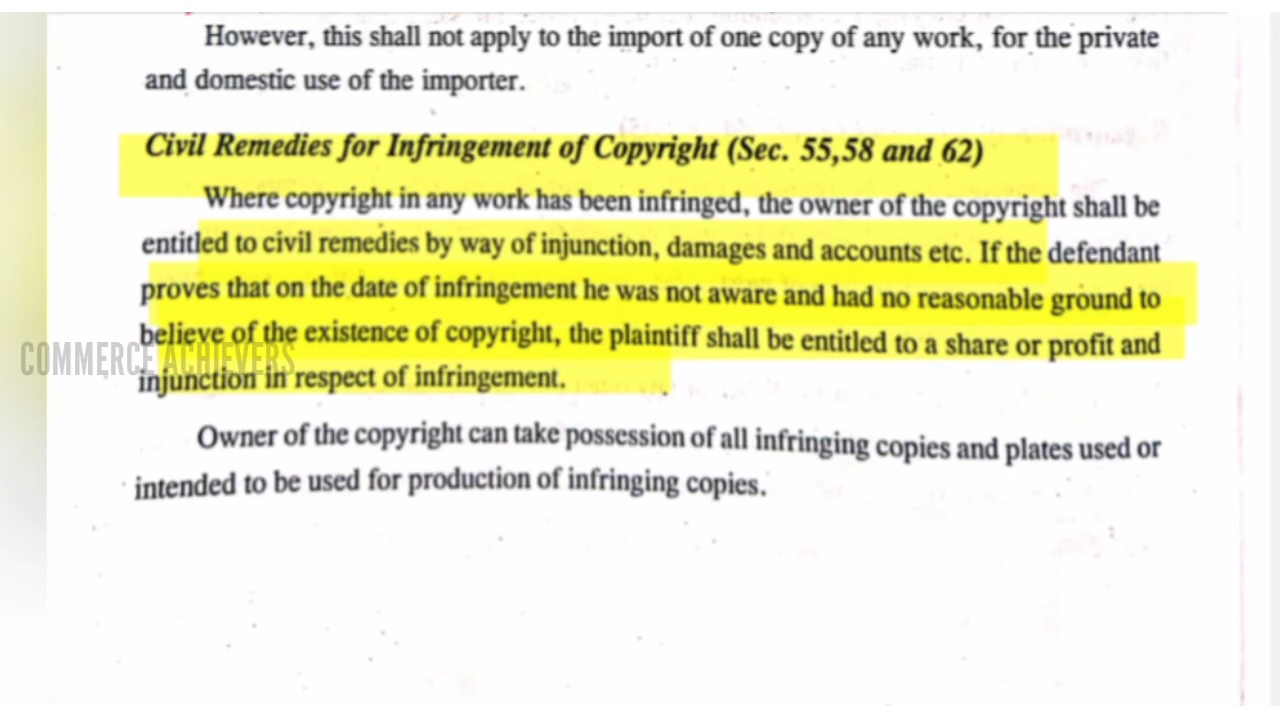 However, this shall not apply to the import of one copy of any work, for the private
and domestic use of the importer.
Civil Remedies for Infringement of Copyright (Sec. 55,58 and 62)
Where copyright in any work has been infringed, the owner of the copyright shall be
entitled to civil remedies by way of injunction, damages and accounts etc. If the defendant
proves that on the date of infringement he was not aware and had no reasonable ground to
believe of the existence of copyright, the plaintiff shall be entitled to a share or profit and
COMMERCE ACHIEVERS
injunction in respect of infringement.
Owner of the copyright can take possession of all infringing copies and plates used or
intended to be used for production of infringing copies.